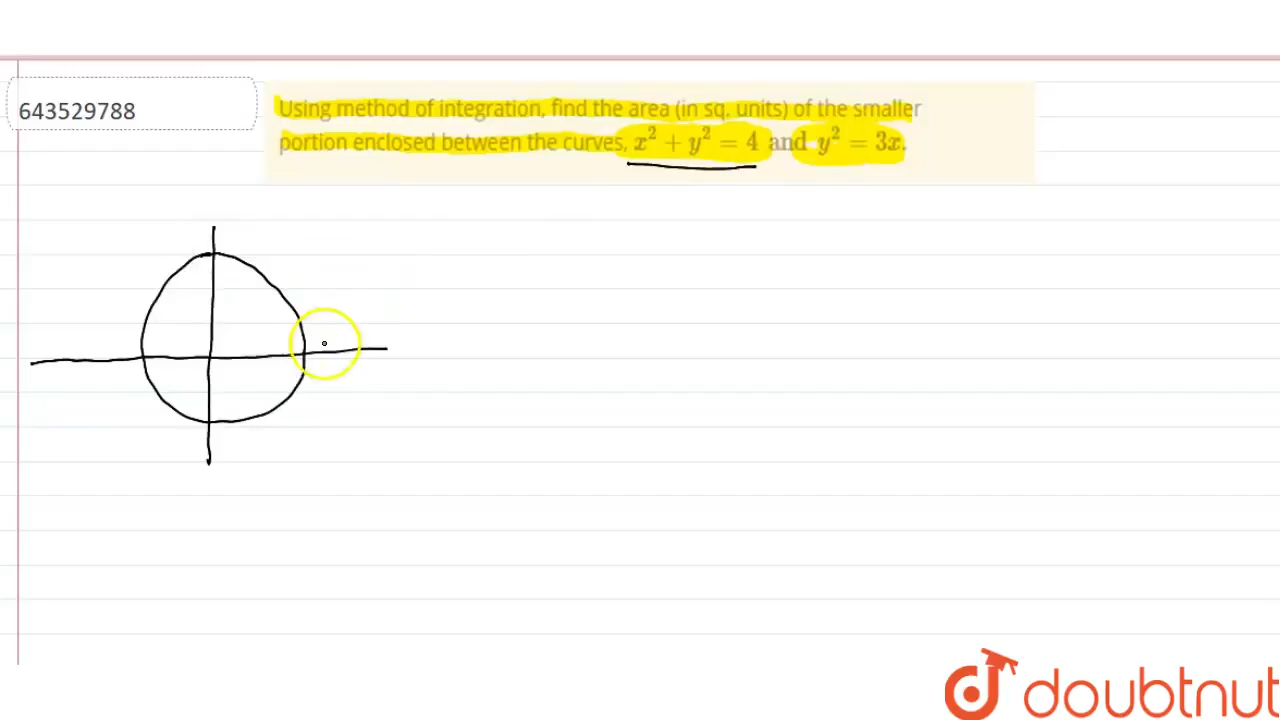 643529788
Using method of integration, find the area (in sq. units) of the smaller
portion enclosed between the curves, x² + y² = 4 and y² = 3x.
doubtnut